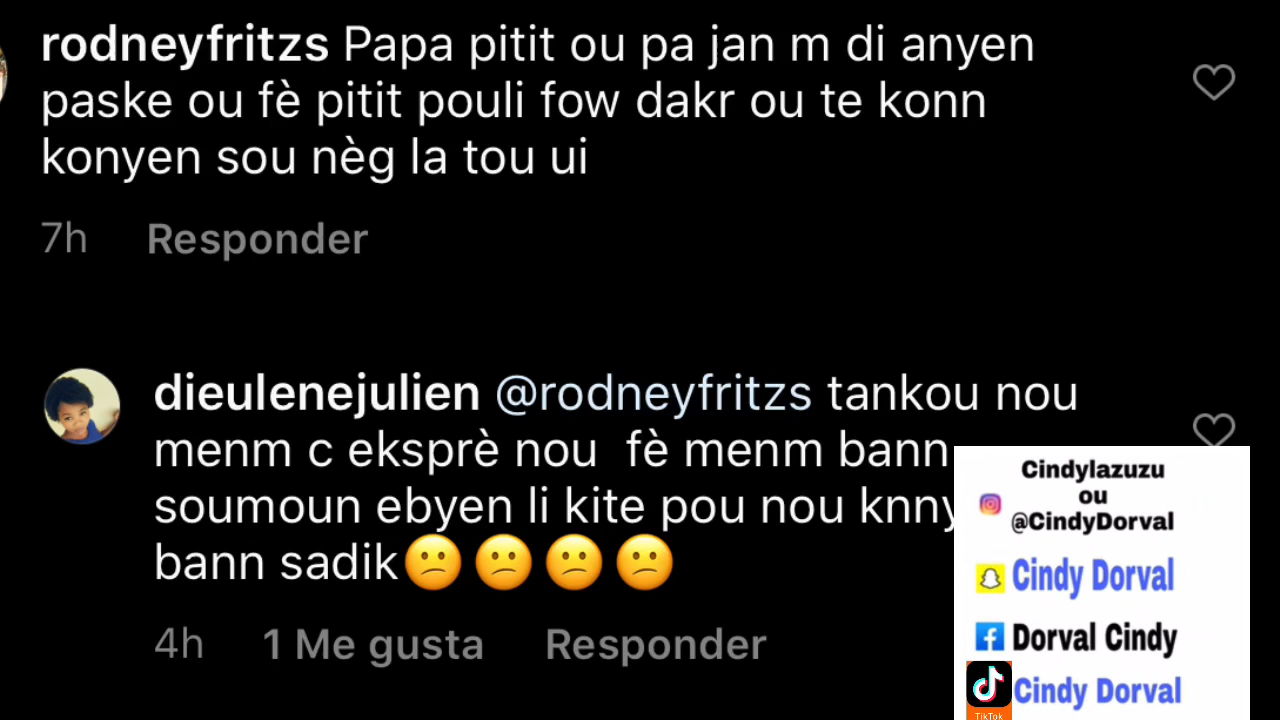 rodneyfritzs Papa pitit ou pa jan m di anyen
paske ou fè pitit pouli fow dakr ou te konn
konyen sou nèg la tou ui
7h Responder
dieulenejulien @rodneyfritzs tankou nou
menm c eksprè nou fè menm bann
soumoun ebyen li kite pou nou
bann sadik😕😕😕😕
4h 1 Me gusta Responder
Cindylazuzu
ou
@CindyDorval
Cindy Dorval
Dorval Cindy
Cindy Dorval
TikTok